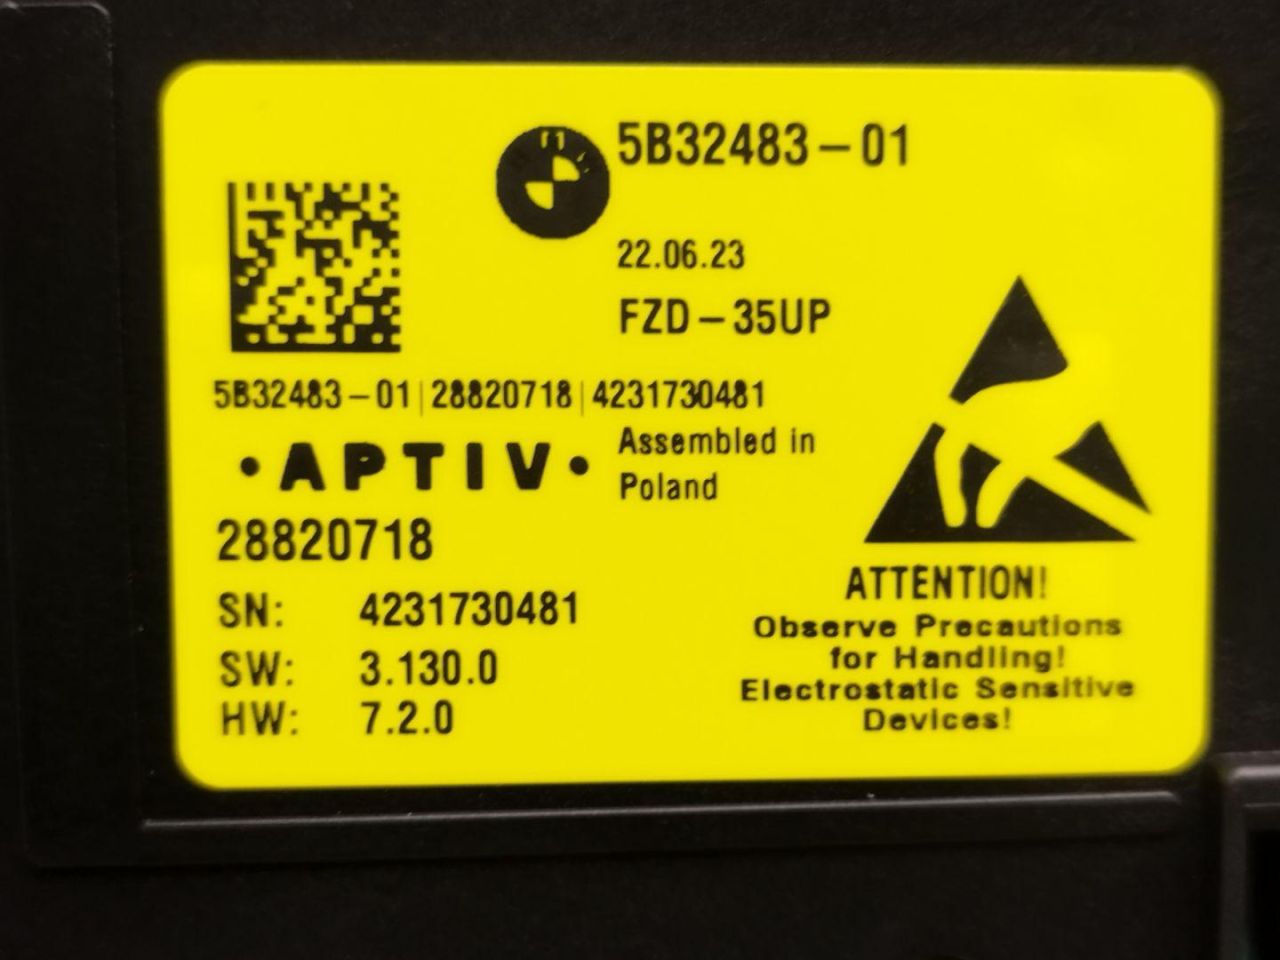 5B32483-01
22.06.23
FZD-35UP
5B32483-01|28820718|4231730481
•APTIV•
Assembled in
Poland
28820718
SN: 4231730481
SW: 3.130.0
HW: 7.2.0
ATTENTION!
Observe Precautions
for Handling!
Electrostatic Sensitive
Devices!